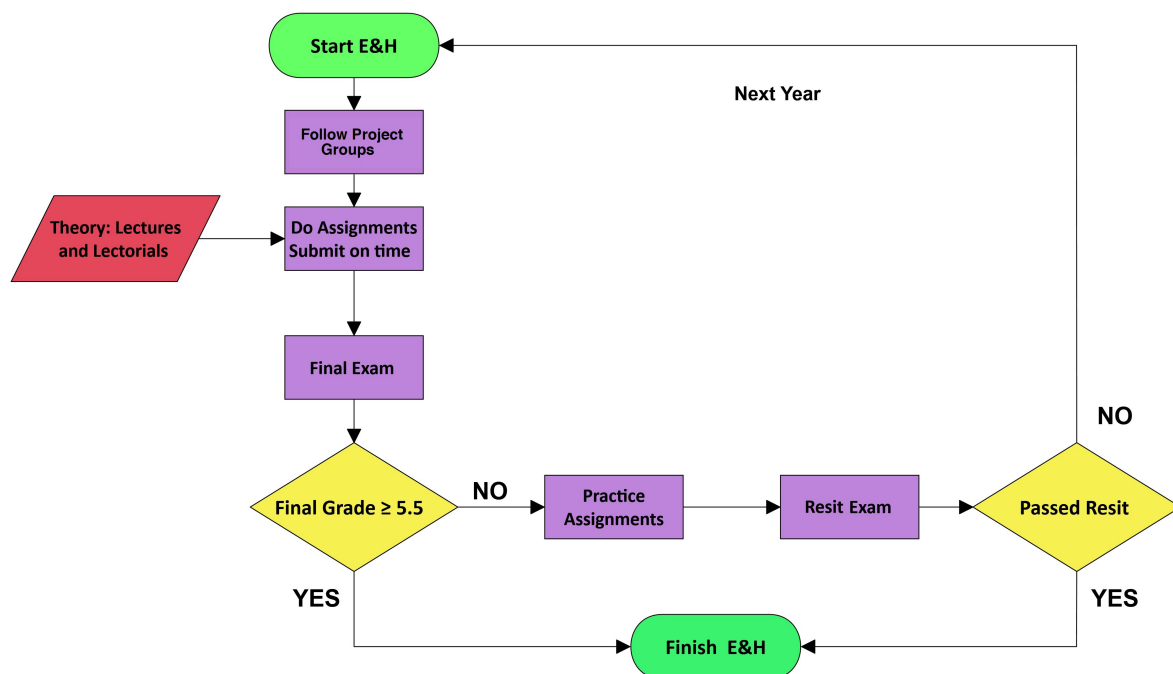 Start E&H
Next Year
Follow Project
Groups
Theory: Lectures
and Lectorials
Do Assignments
Submit on time
Final Exam
Final Grade ≥ 5.5
NO
Practice
Assignments
Resit Exam
Passed Resit
NO
YES
YES
Finish E&H